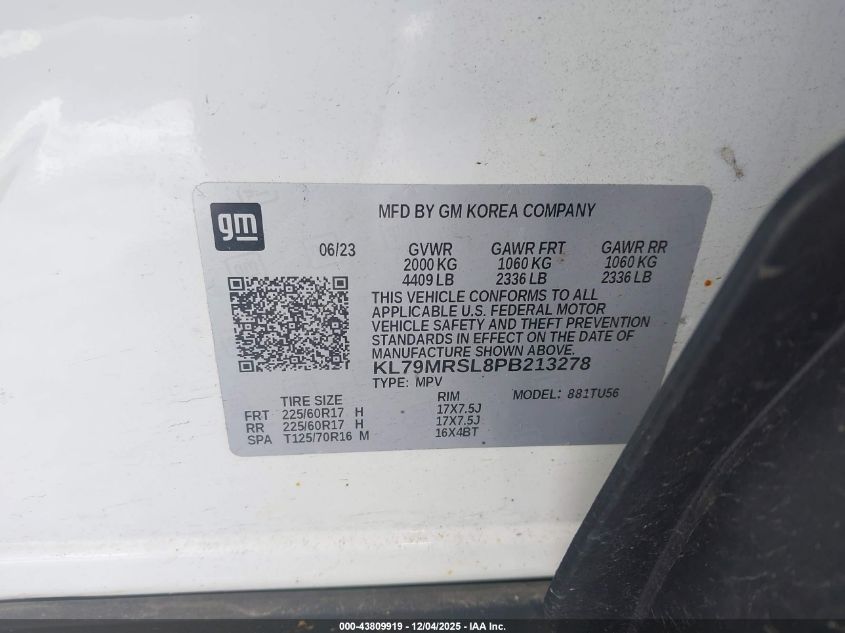 gm
MFD BY GM KOREA COMPANY
06/23 GVWR GAWR FRT GAWR RR
2000 KG 1060 KG 1060 KG
4409 LB 2336 LB 2336 LB
THIS VEHICLE CONFORMS TO ALL
APPLICABLE U.S. FEDERAL MOTOR
VEHICLE SAFETY AND THEFT PREVENTION
STANDARDS IN EFFECT ON THE DATE OF
MANUFACTURE SHOWN ABOVE.
KL79MRSL8PB213278
TYPE: MPV MODEL: 881TU56
TIRE SIZE RIM
FRT 225/60R17 H 17X7.5J
RR 225/60R17 H 17X7.5J
SPA T125/70R16 M 16X4BT
000-43809919 - 12/04/2025 - IAA Inc.